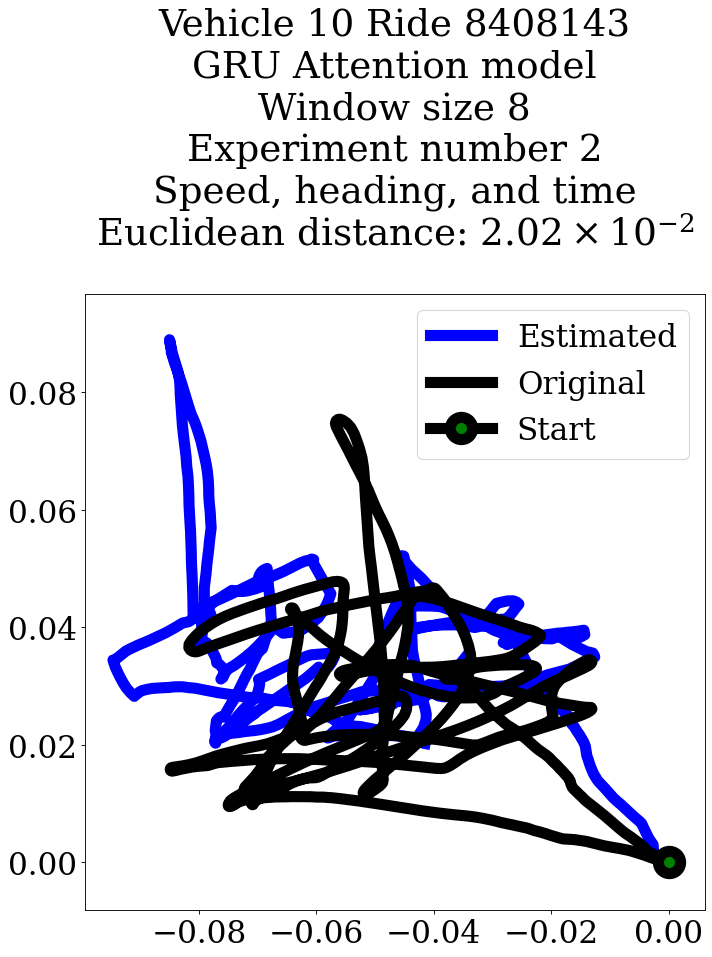 Vehicle 10 Ride 8408143
GRU Attention model
Window size 8
Experiment number 2
Speed, heading, and time
Euclidean distance: 2.02 × 10⁻²
Estimated
Original
Start
0.08
0.06
0.04
0.02
0.00
−0.08 −0.06 −0.04 −0.02 0.00